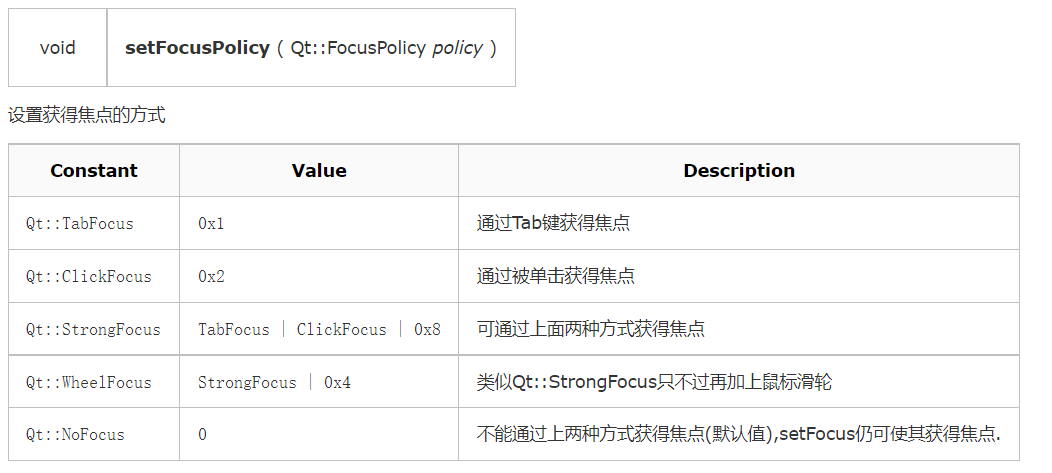 void setFocusPolicy ( Qt::FocusPolicy policy )
设置获得焦点的方式
Constant Value Description
Qt::TabFocus 0x1 通过Tab键获得焦点
Qt::ClickFocus 0x2 通过被单击获得焦点
Qt::StrongFocus TabFocus | ClickFocus | 0x8 可通过上面两种方式获得焦点
Qt::WheelFocus StrongFocus | 0x4 类似Qt::StrongFocus只不过再加上鼠标滑轮
Qt::NoFocus 0 不能通过上两种方式获得焦点(默认值),setFocus仍可使其获得焦点.